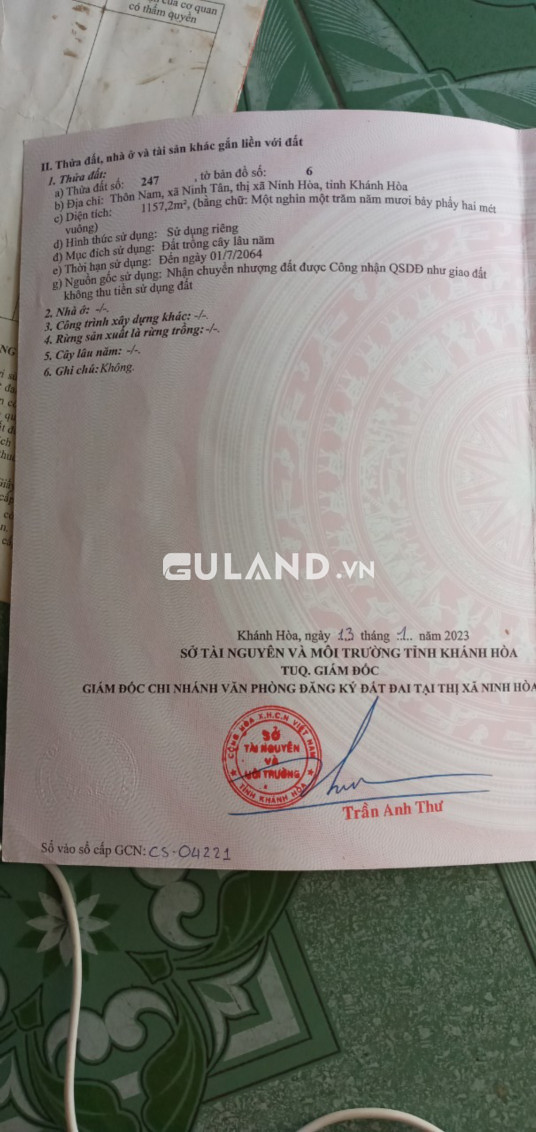 của cơ quan
có thẩm quyền
II. Thửa đất, nhà ở và tài sản khác gắn liền với đất
1. Thửa đất:
a) Thửa đất số: 247 , tờ bản đồ số: 6
b) Địa chỉ: Thôn Nam, xã Ninh Tân, thị xã Ninh Hòa, tỉnh Khánh Hòa
c) Diện tích: 1157,2m², (bằng chữ: Một nghìn một trăm năm mươi bảy phẩy hai mét
vuông)
d) Hình thức sử dụng: Sử dụng riêng
đ) Mục đích sử dụng: Đất trồng cây lâu năm
e) Thời hạn sử dụng: Đến ngày 01/7/2064
g) Nguồn gốc sử dụng: Nhận chuyển nhượng đất được Công nhận QSDĐ như giao đất
không thu tiền sử dụng đất
2. Nhà ở: -/-.
3. Công trình xây dựng khác: -/-.
4. Rừng sản xuất là rừng trồng: -/-.
5. Cây lâu năm: -/-.
6. Ghi chú: Không.
GULAND.VN
Khánh Hòa, ngày 13 tháng .1.. năm 2023
SỞ TÀI NGUYÊN VÀ MÔI TRƯỜNG TỈNH KHÁNH HÒA
TUQ. GIÁM ĐỐC
GIÁM ĐỐC CHI NHÁNH VĂN PHÒNG ĐĂNG KÝ ĐẤT ĐAI TẠI THỊ XÃ NINH HÒA
CỘNG HÒA X.H.C.N VIỆT NAM
SỞ
TÀI NGUYÊN
VÀ
MÔI TRƯỜNG
★ TỈNH KHÁNH HÒA ★
Trần Anh Thư
Số vào sổ cấp GCN: CS-04221